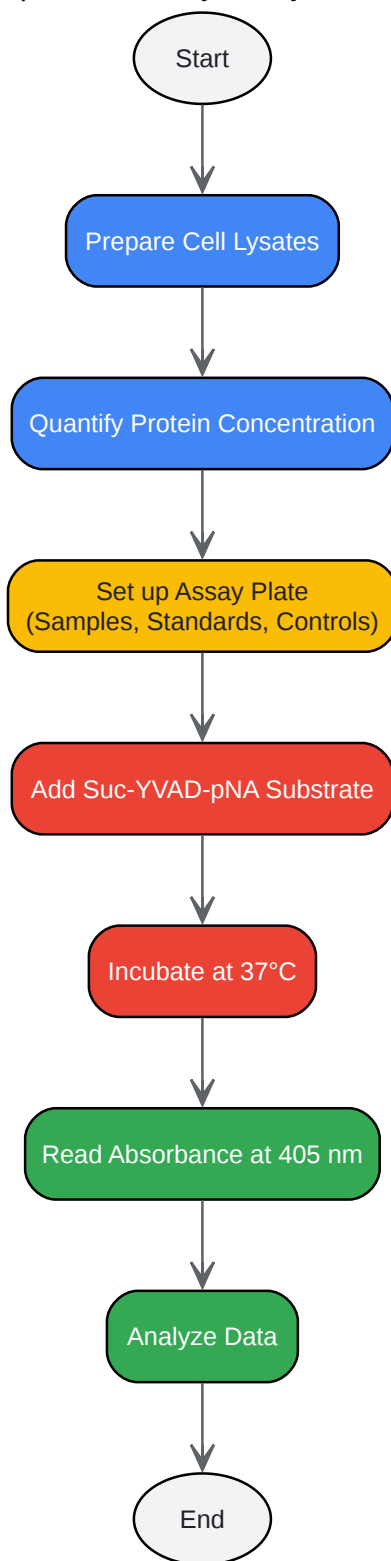 Start
Prepare Cell Lysates
Quantify Protein Concentration
Set up Assay Plate
(Samples, Standards, Controls)
Add Suc-YVAD-pNA Substrate
Incubate at 37°C
Read Absorbance at 405 nm
Analyze Data
End